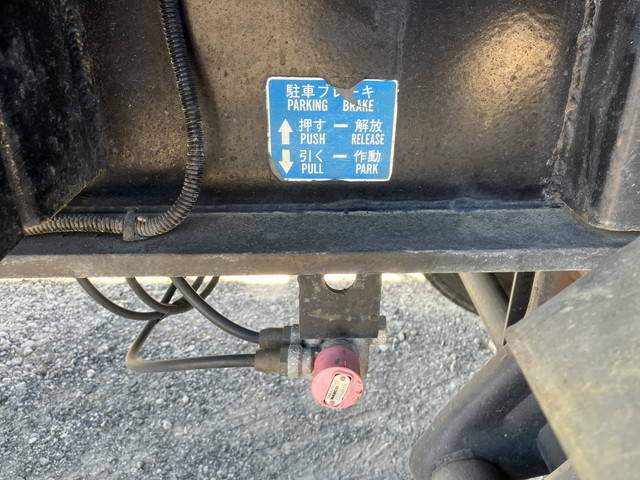 駐車ブレーキ
PARKING BRAKE
押す ー 解放
PUSH RELEASE
引く ー 作動
PULL PARK